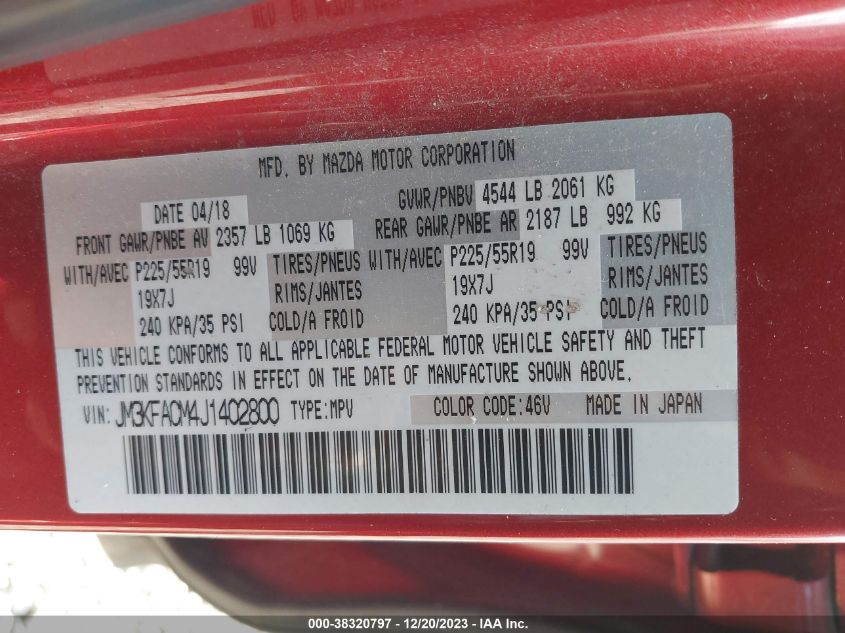 MFD. BY MAZDA MOTOR CORPORATION
DATE 04/18 GVWR/PNBV 4544 LB 2061 KG
FRONT GAWR/PNBE AV 2357 LB 1069 KG REAR GAWR/PNBE AR 2187 LB 992 KG
WITH/AVEC P225/55R19 99V TIRES/PNEUS WITH/AVEC P225/55R19 99V TIRES/PNEUS
19X7J RIMS/JANTES 19X7J RIMS/JANTES
240 KPA/35 PSI COLD/A FROID 240 KPA/35 PSI COLD/A FROID
THIS VEHICLE CONFORMS TO ALL APPLICABLE FEDERAL MOTOR VEHICLE SAFETY AND THEFT
PREVENTION STANDARDS IN EFFECT ON THE DATE OF MANUFACTURE SHOWN ABOVE.
VIN: JM3KFACM4J1402800 TYPE:MPV COLOR CODE:46V MADE IN JAPAN
000-38320797 - 12/20/2023 - IAA Inc.